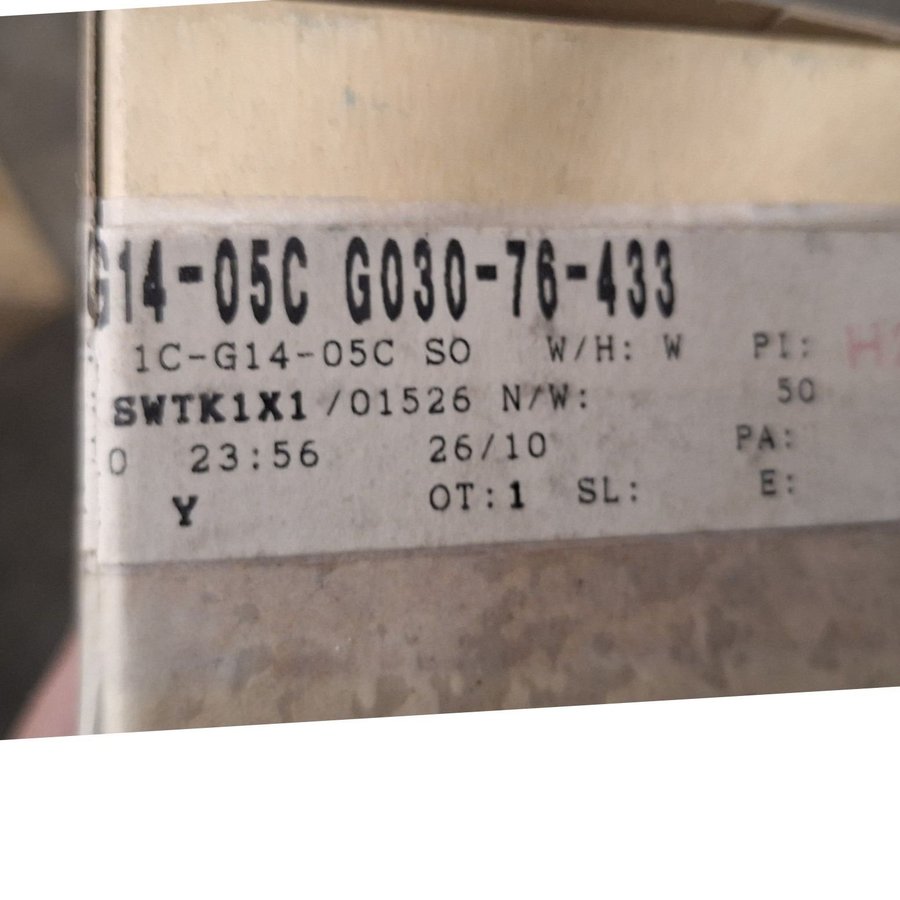 G14-05C G030-76-433
1C-G14-05C SO W/H: W PI:
SWTK1X1/01526 N/W: 50
0 23:56 26/10 PA:
Y OT:1 SL: E: